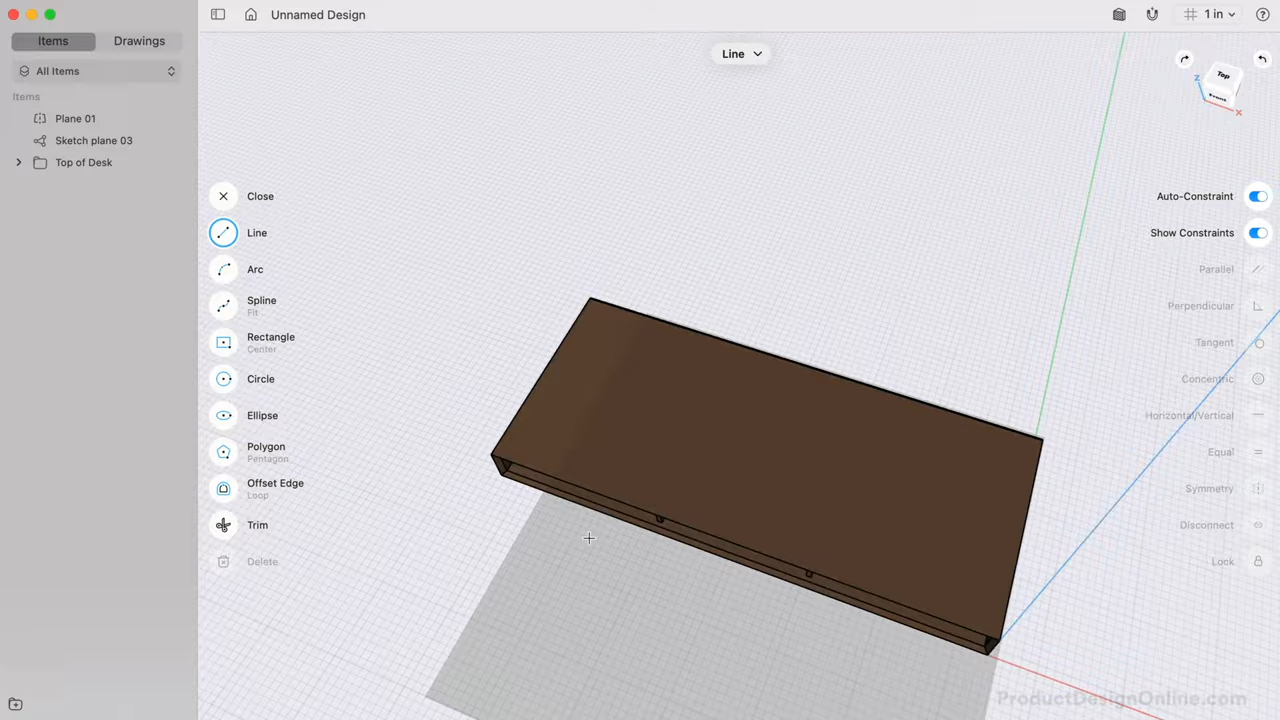 Unnamed Design
1 in
Items
Drawings
All Items
Items
Plane 01
Sketch plane 03
Top of Desk
Line
Top
Front
Z
X
Close
Line
Arc
Spline
Fit
Rectangle
Center
Circle
Ellipse
Polygon
Pentagon
Offset Edge
Loop
Trim
Delete
Auto-Constraint
Show Constraints
Parallel
Perpendicular
Tangent
Concentric
Horizontal/Vertical
Equal
Symmetry
Disconnect
Lock
ProductDesignOnline.com